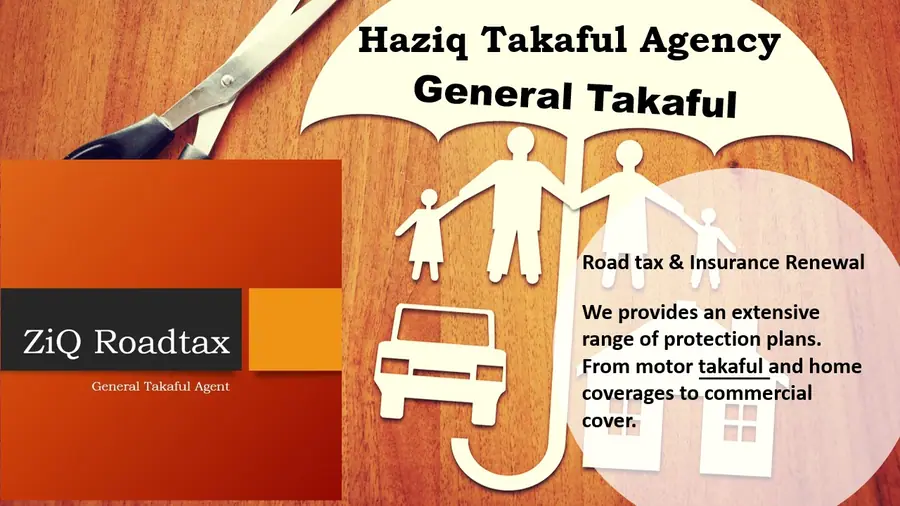 Haziq Takaful Agency
General Takaful
ZiQ Roadtax
General Takaful Agent
Road tax & Insurance Renewal
We provides an extensive
range of protection plans.
From motor takaful and home
coverages to commercial
cover.